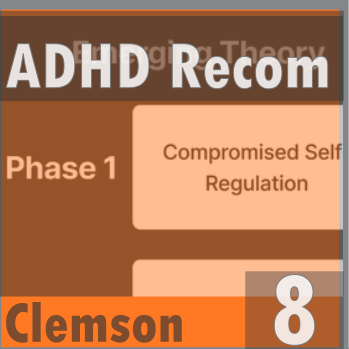 Emerging Theory
ADHD Recom
Phase 1
Compromised Self
Regulation
Clemson
8